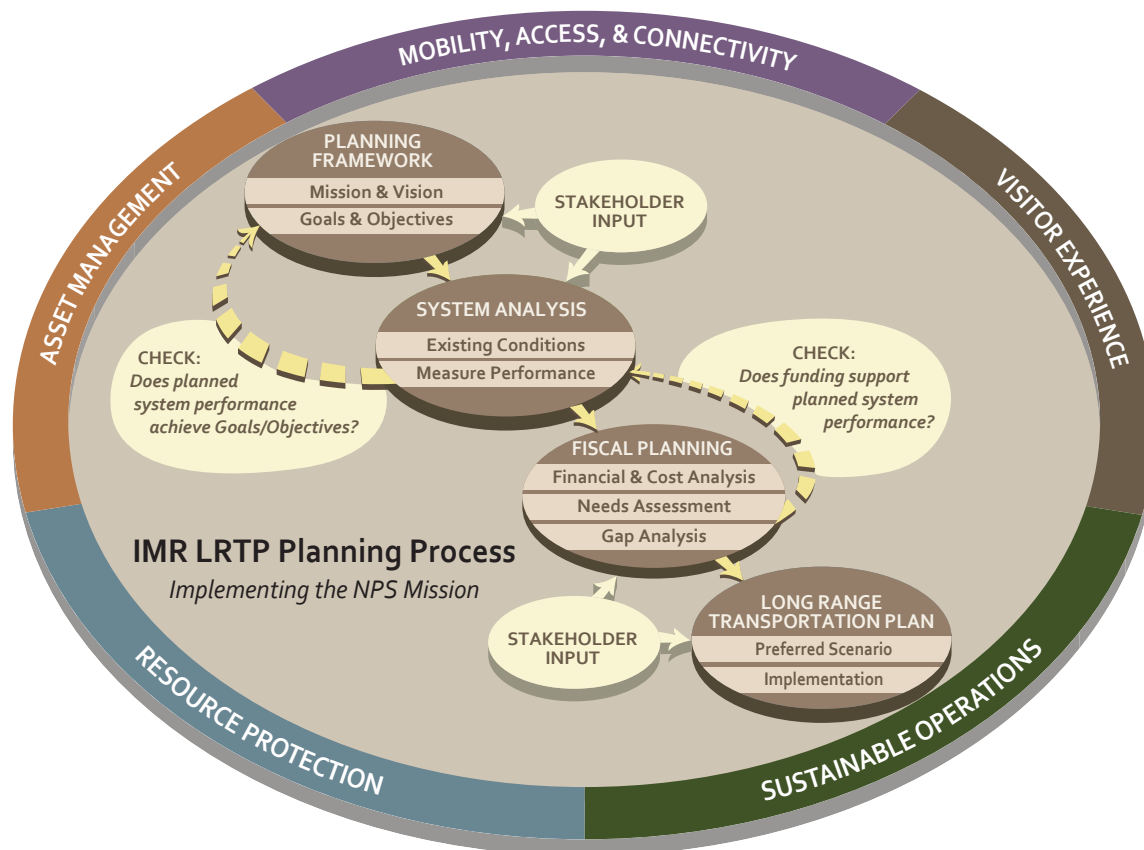 MOBILITY, ACCESS, & CONNECTIVITY
ASSET MANAGEMENT
VISITOR EXPERIENCE
PLANNING
FRAMEWORK
Mission & Vision
Goals & Objectives
STAKEHOLDER
INPUT
SYSTEM ANALYSIS
Existing Conditions
Measure Performance
CHECK:
Does planned
system performance
achieve Goals/Objectives?
CHECK:
Does funding support
planned system
performance?
FISCAL PLANNING
Financial & Cost Analysis
Needs Assessment
Gap Analysis
IMR LRTP Planning Process
Implementing the NPS Mission
STAKEHOLDER
INPUT
LONG RANGE
TRANSPORTATION PLAN
Preferred Scenario
Implementation
RESOURCE PROTECTION
SUSTAINABLE OPERATIONS